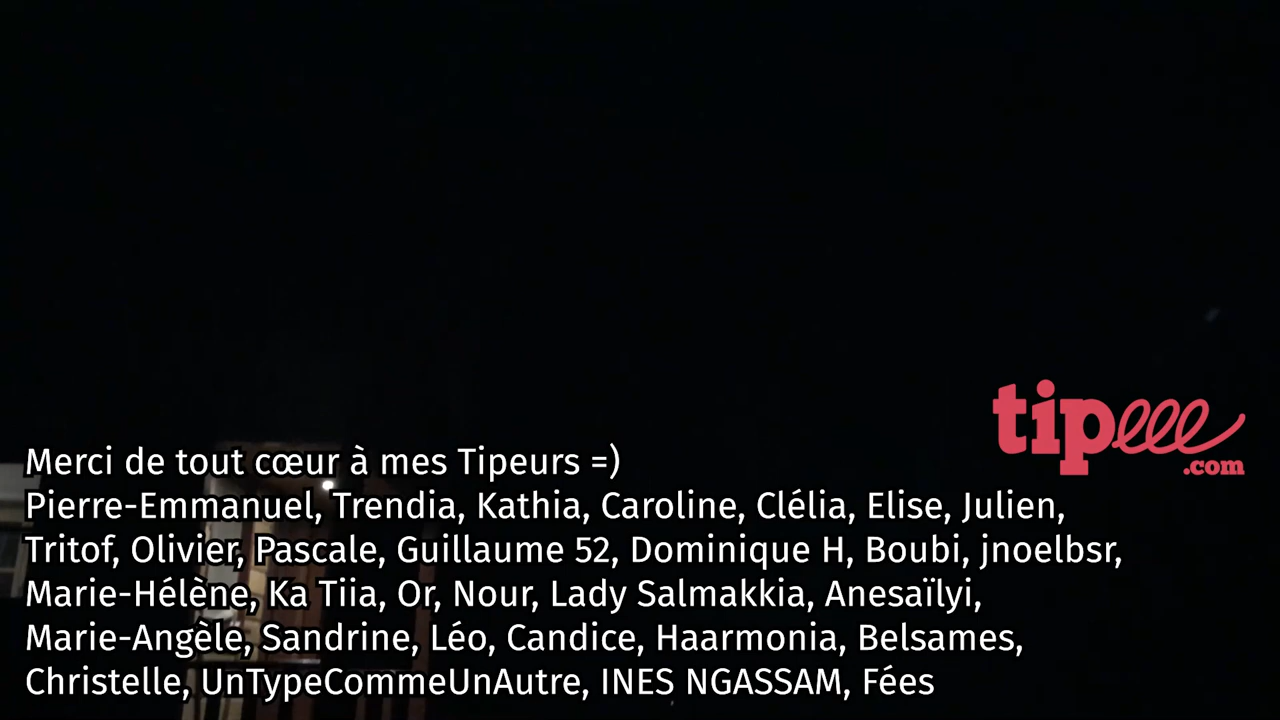 tipeee
.com
Merci de tout cœur à mes Tipeurs =)
Pierre-Emmanuel, Trendia, Kathia, Caroline, Clélia, Elise, Julien,
Tritof, Olivier, Pascale, Guillaume 52, Dominique H, Boubi, jnoelbsr,
Marie-Hélène, Ka Tiia, Or, Nour, Lady Salmakkia, Anesaïlyi,
Marie-Angèle, Sandrine, Léo, Candice, Haarmonia, Belsames,
Christelle, UnTypeCommeUnAutre, INES NGASSAM, Fées